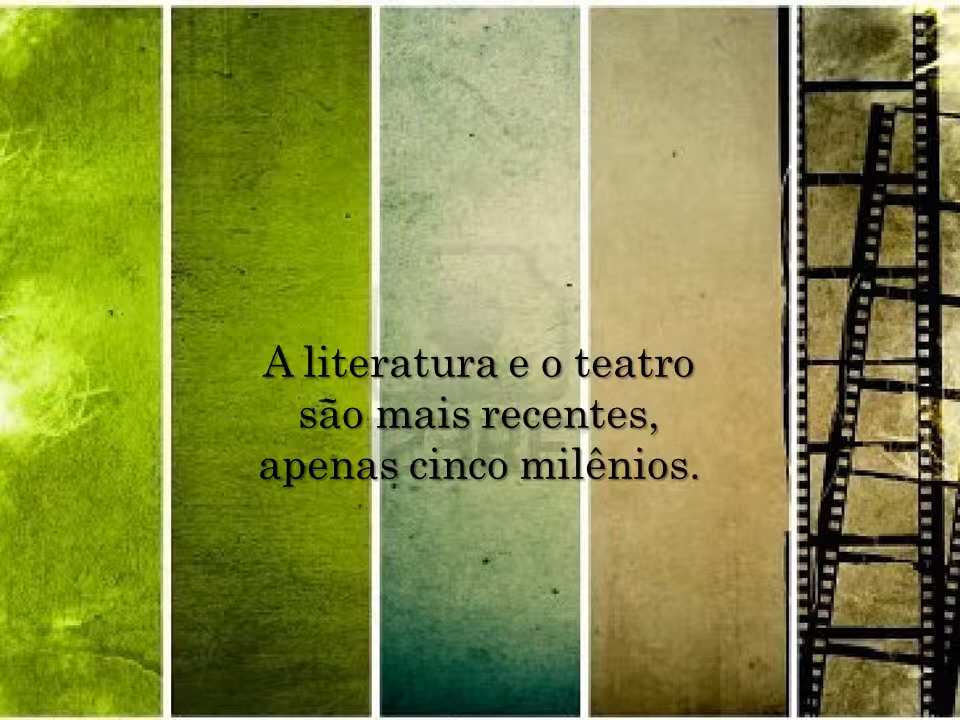 A literatura e o teatro
são mais recentes,
apenas cinco milênios.